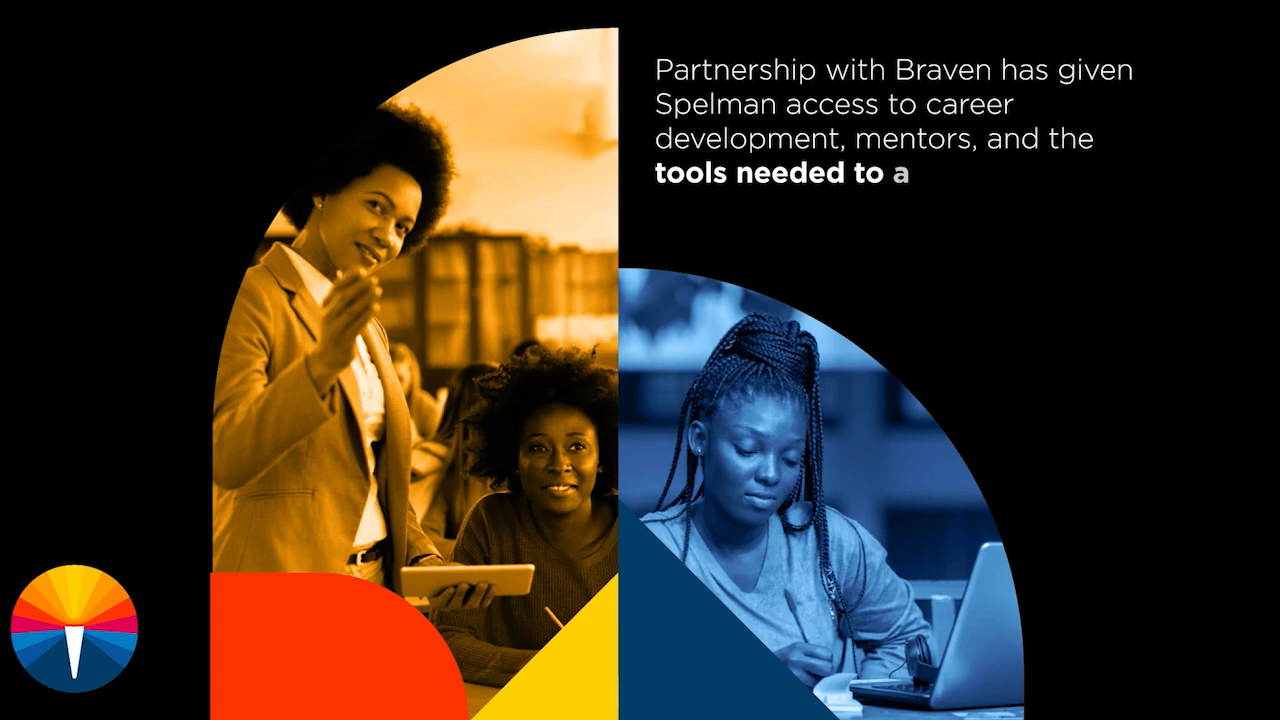 Partnership with Braven has given
Spelman access to career
development, mentors, and the
tools needed to a